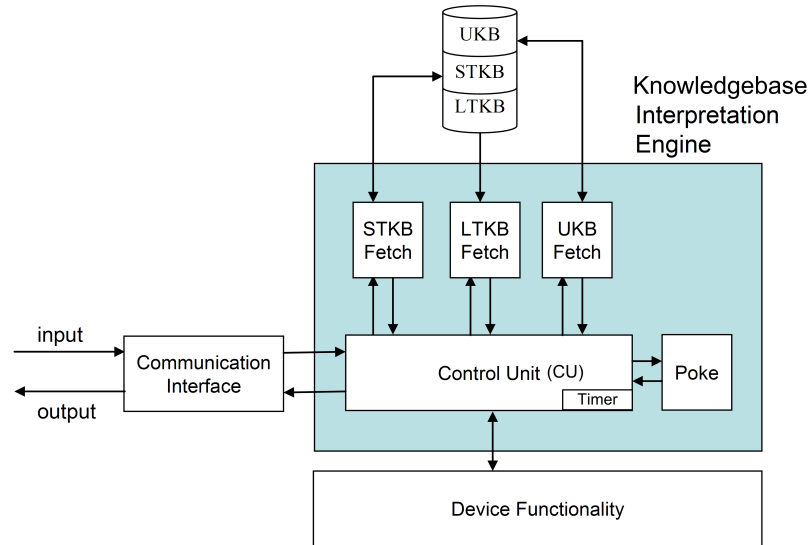 UKB
STKB
LTKB
Knowledgebase
Interpretation
Engine
STKB
Fetch
LTKB
Fetch
UKB
Fetch
input
output
Communication
Interface
Control Unit (CU)
Timer
Poke
Device Functionality